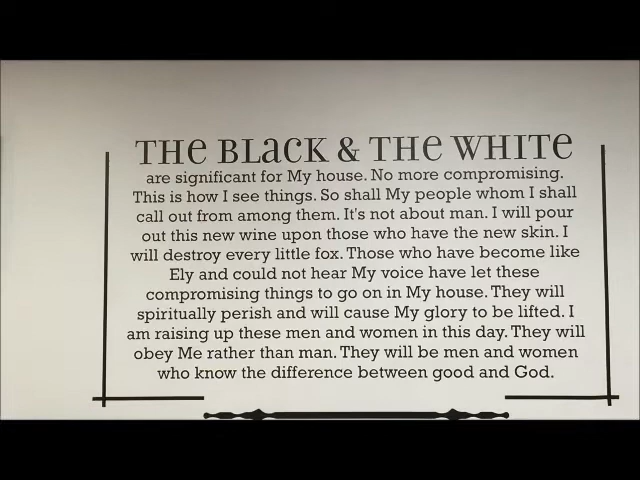 THE BLACK & THE WHITE
are significant for My house. No more compromising.
This is how I see things. So shall My people whom I shall
call out from among them. It's not about man. I will pour
out this new wine upon those who have the new skin. I
will destroy every little fox. Those who have become like
Ely and could not hear My voice have let these
compromising things to go on in My house. They will
spiritually perish and will cause My glory to be lifted. I
am raising up these men and women in this day. They will
obey Me rather than man. They will be men and women
who know the difference between good and God.